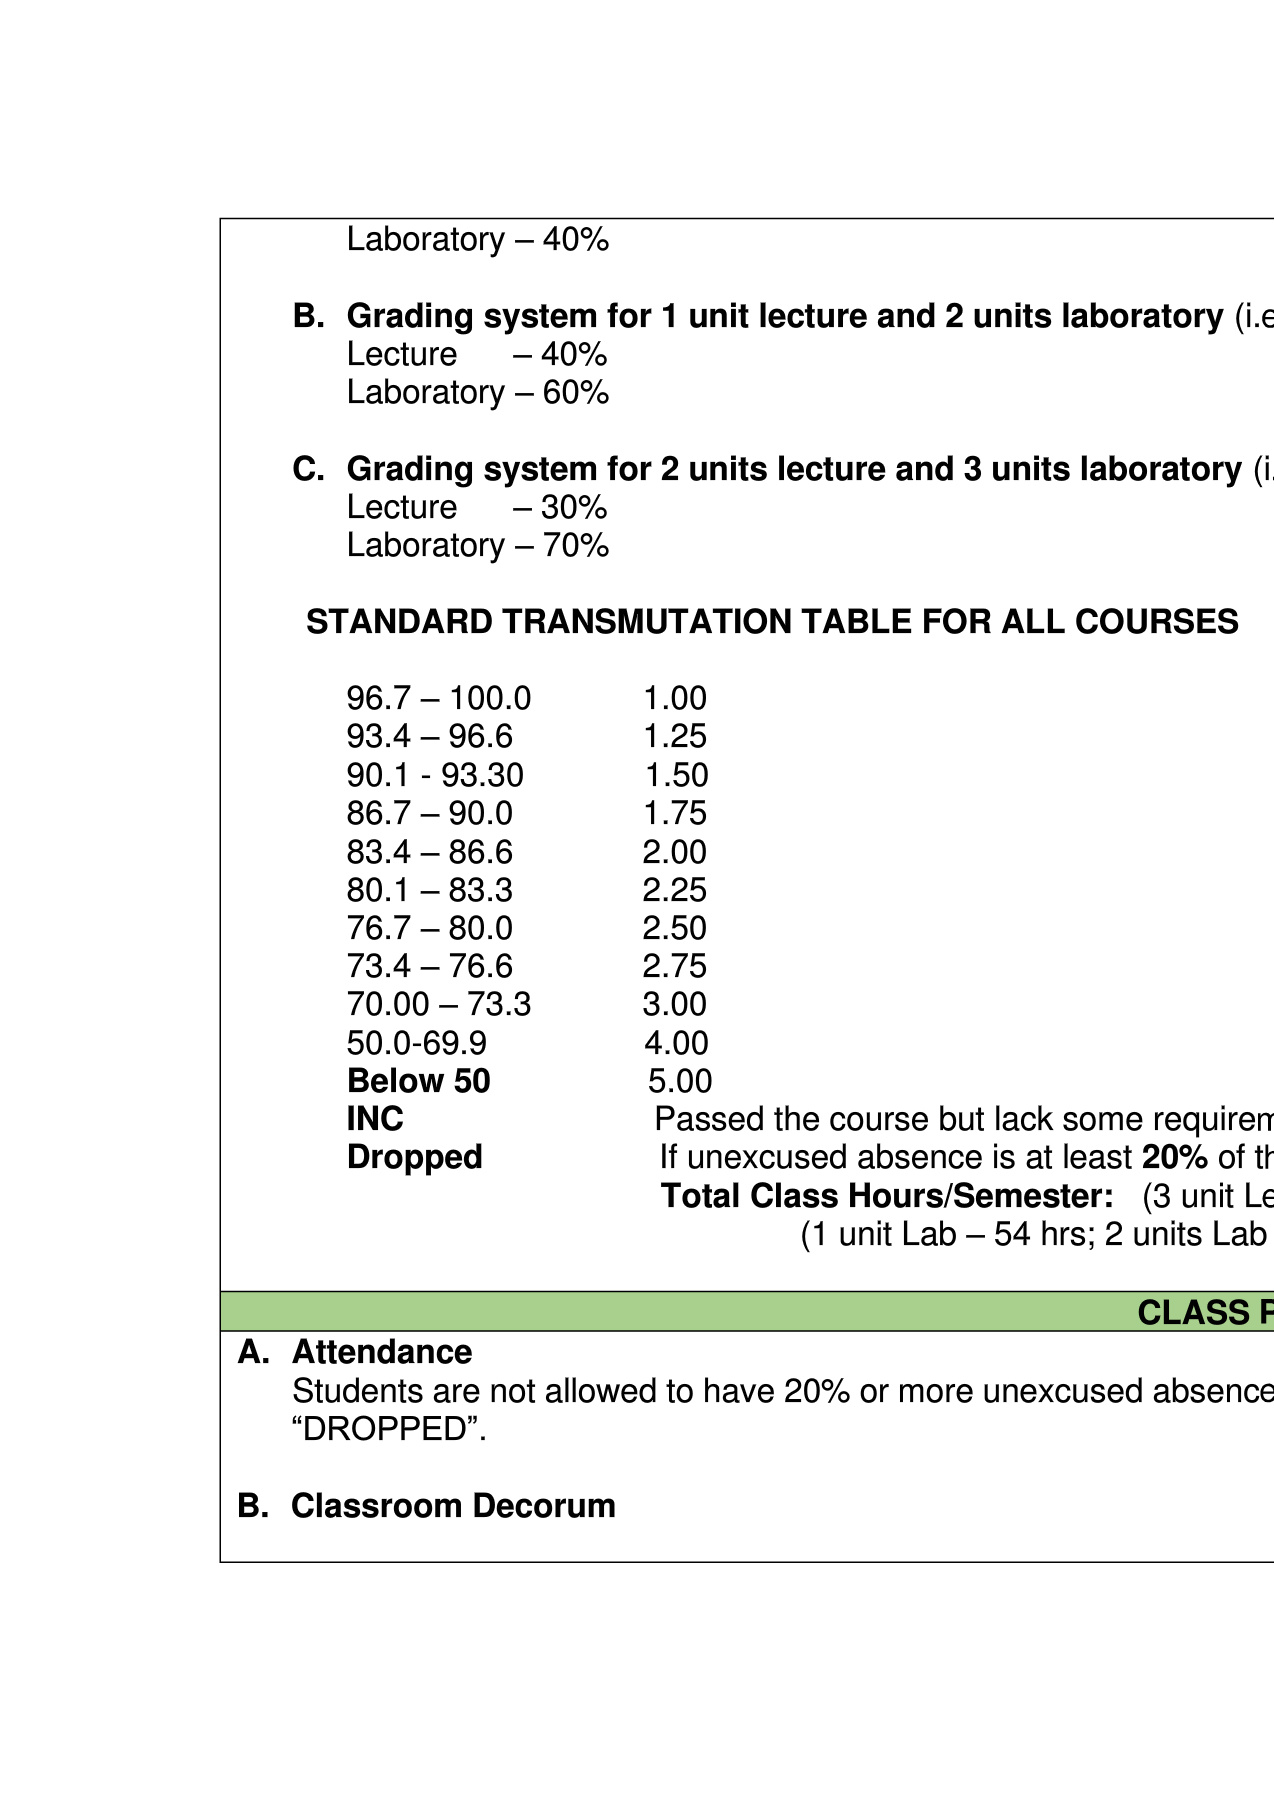 Laboratory – 40%
B. Grading system for 1 unit lecture and 2 units laboratory (i.e
Lecture – 40%
Laboratory – 60%
C. Grading system for 2 units lecture and 3 units laboratory (i.
Lecture – 30%
Laboratory – 70%
STANDARD TRANSMUTATION TABLE FOR ALL COURSES
96.7 – 100.0 1.00
93.4 – 96.6 1.25
90.1 - 93.30 1.50
86.7 – 90.0 1.75
83.4 – 86.6 2.00
80.1 – 83.3 2.25
76.7 – 80.0 2.50
73.4 – 76.6 2.75
70.00 – 73.3 3.00
50.0-69.9 4.00
Below 50 5.00
INC Passed the course but lack some
Dropped If unexcused absence is at least 20% of
Total Class Hours/Semester: (3 unit
(1 unit Lab – 54 hrs; 2 units Lab
CLASS
A. Attendance
Students are not allowed to have 20% or more unexcused
“DROPPED”.
B. Classroom Decorum